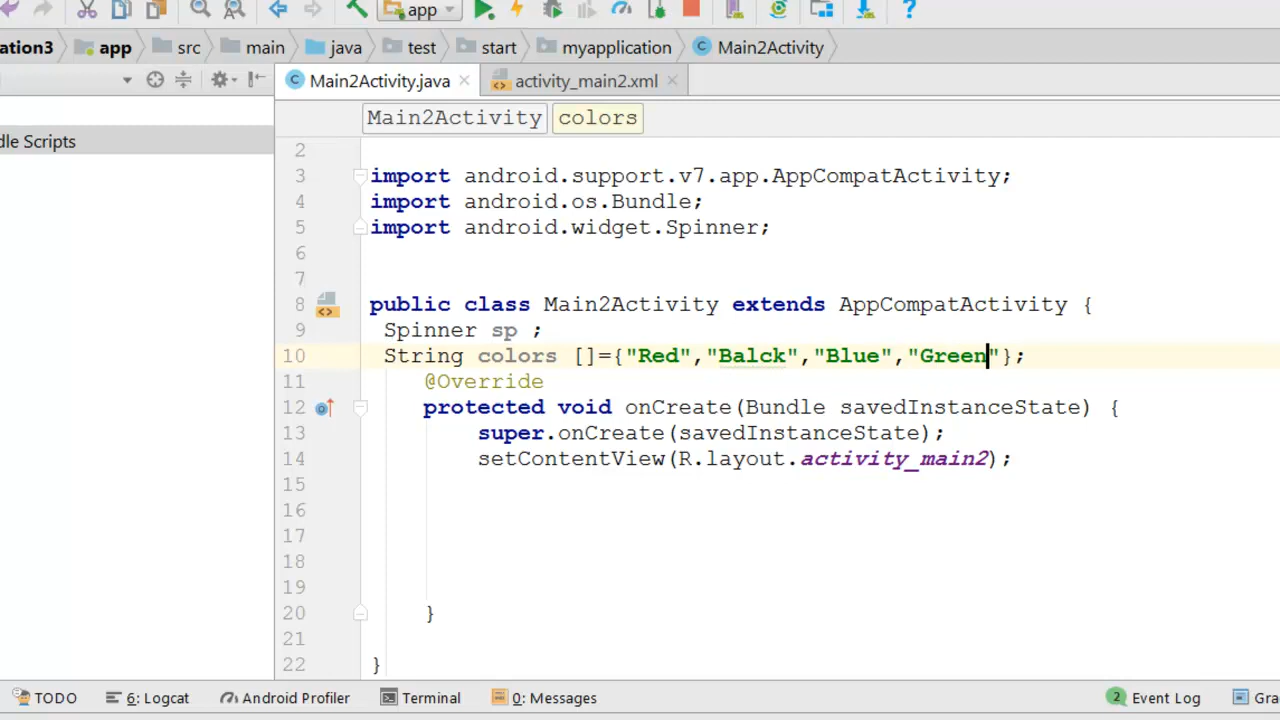 app
ation3 app src main java test start myapplication Main2Activity
Main2Activity.java activity_main2.xml
Main2Activity colors
dle Scripts
2
3 import android.support.v7.app.AppCompatActivity;
4 import android.os.Bundle;
5 import android.widget.Spinner;
6
7
8 public class Main2Activity extends AppCompatActivity {
9 Spinner sp ;
10 String colors []={"Red","Balck","Blue","Green"};
11 @Override
12 protected void onCreate(Bundle savedInstanceState) {
13 super.onCreate(savedInstanceState);
14 setContentView(R.layout.activity_main2);
15
16
17
18
19
20 }
21
22 }
TODO 6: Logcat Android Profiler Terminal 0: Messages 2 Event Log Gra